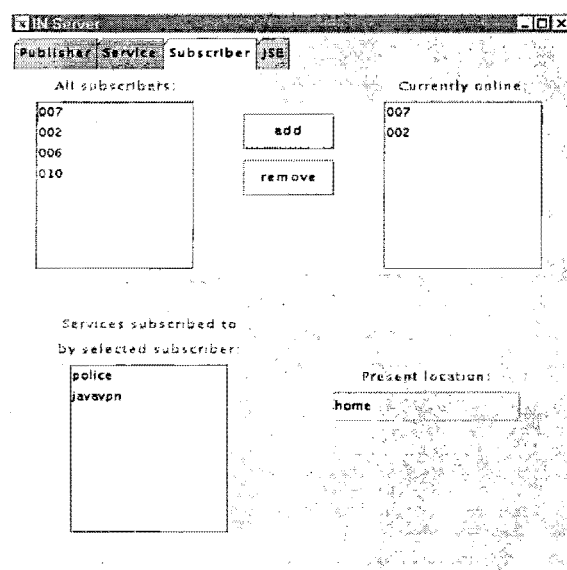 IN Server
Publisher Service Subscriber JSB
All subscribers:
Currently online
007
002
006
010
add
remove
007
002
Services subscribed to
by selected subscriber:
police
javavpn
Present location:
home